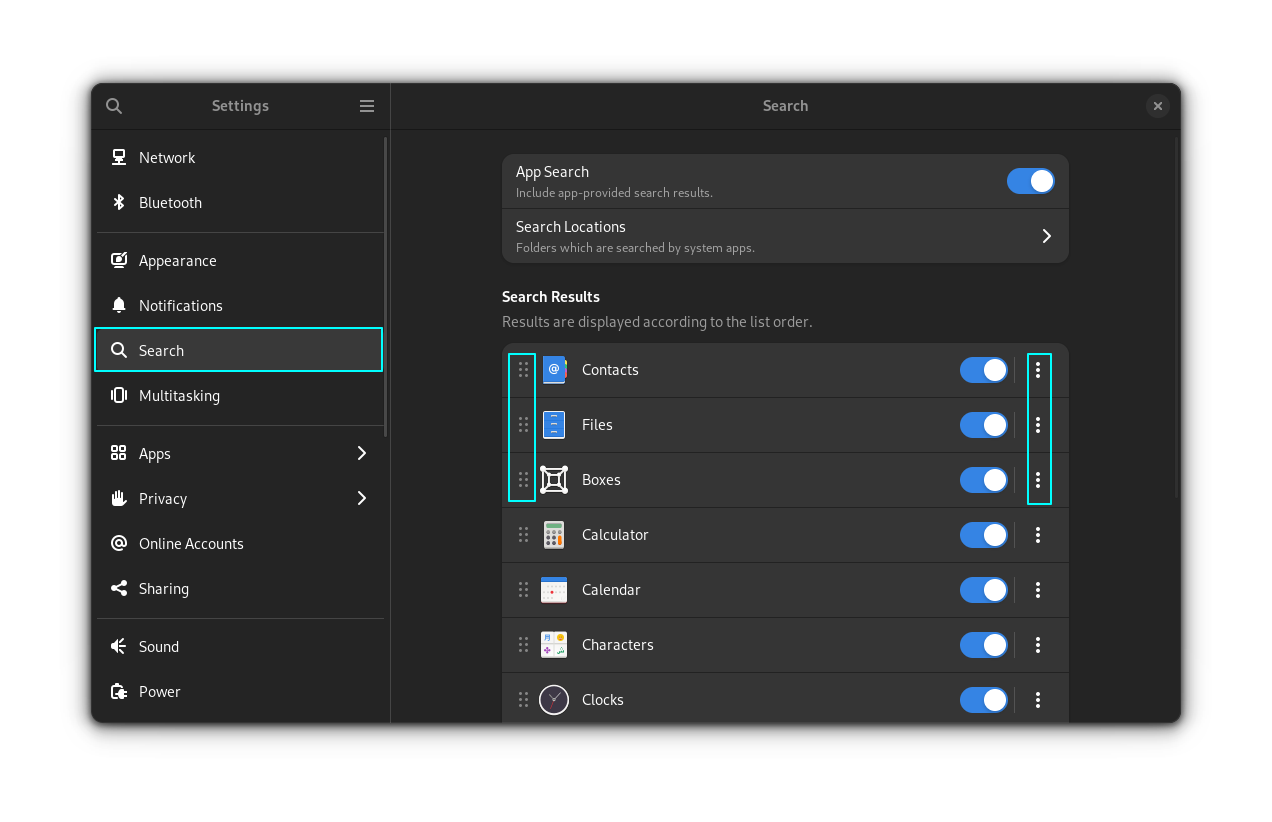 Settings
Search
Network
Bluetooth
Appearance
Notifications
Search
Multitasking
Apps
Privacy
Online Accounts
Sharing
Sound
Power
App Search
Include app-provided search results.
Search Locations
Folders which are searched by system apps.
Search Results
Results are displayed according to the list order.
@
Contacts
Files
Boxes
Calculator
Calendar
月
Characters
Clocks